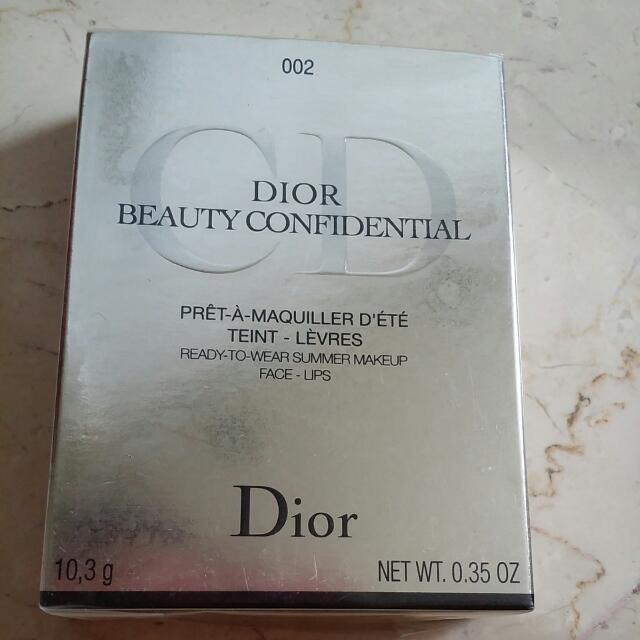 002
CD
DIOR
BEAUTY CONFIDENTIAL
PRÊT-À-MAQUILLER D'ÉTÉ
TEINT - LÈVRES
READY-TO-WEAR SUMMER MAKEUP
FACE - LIPS
Dior
10,3 g NET WT. 0.35 OZ